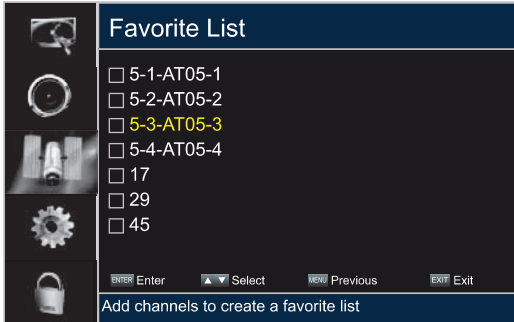 Favorite List
5-1-AT05-1
5-2-AT05-2
5-3-AT05-3
5-4-AT05-4
17
29
45
ENTER Enter ▲ ▼ Select MENU Previous EXIT Exit
Add channels to create a favorite list